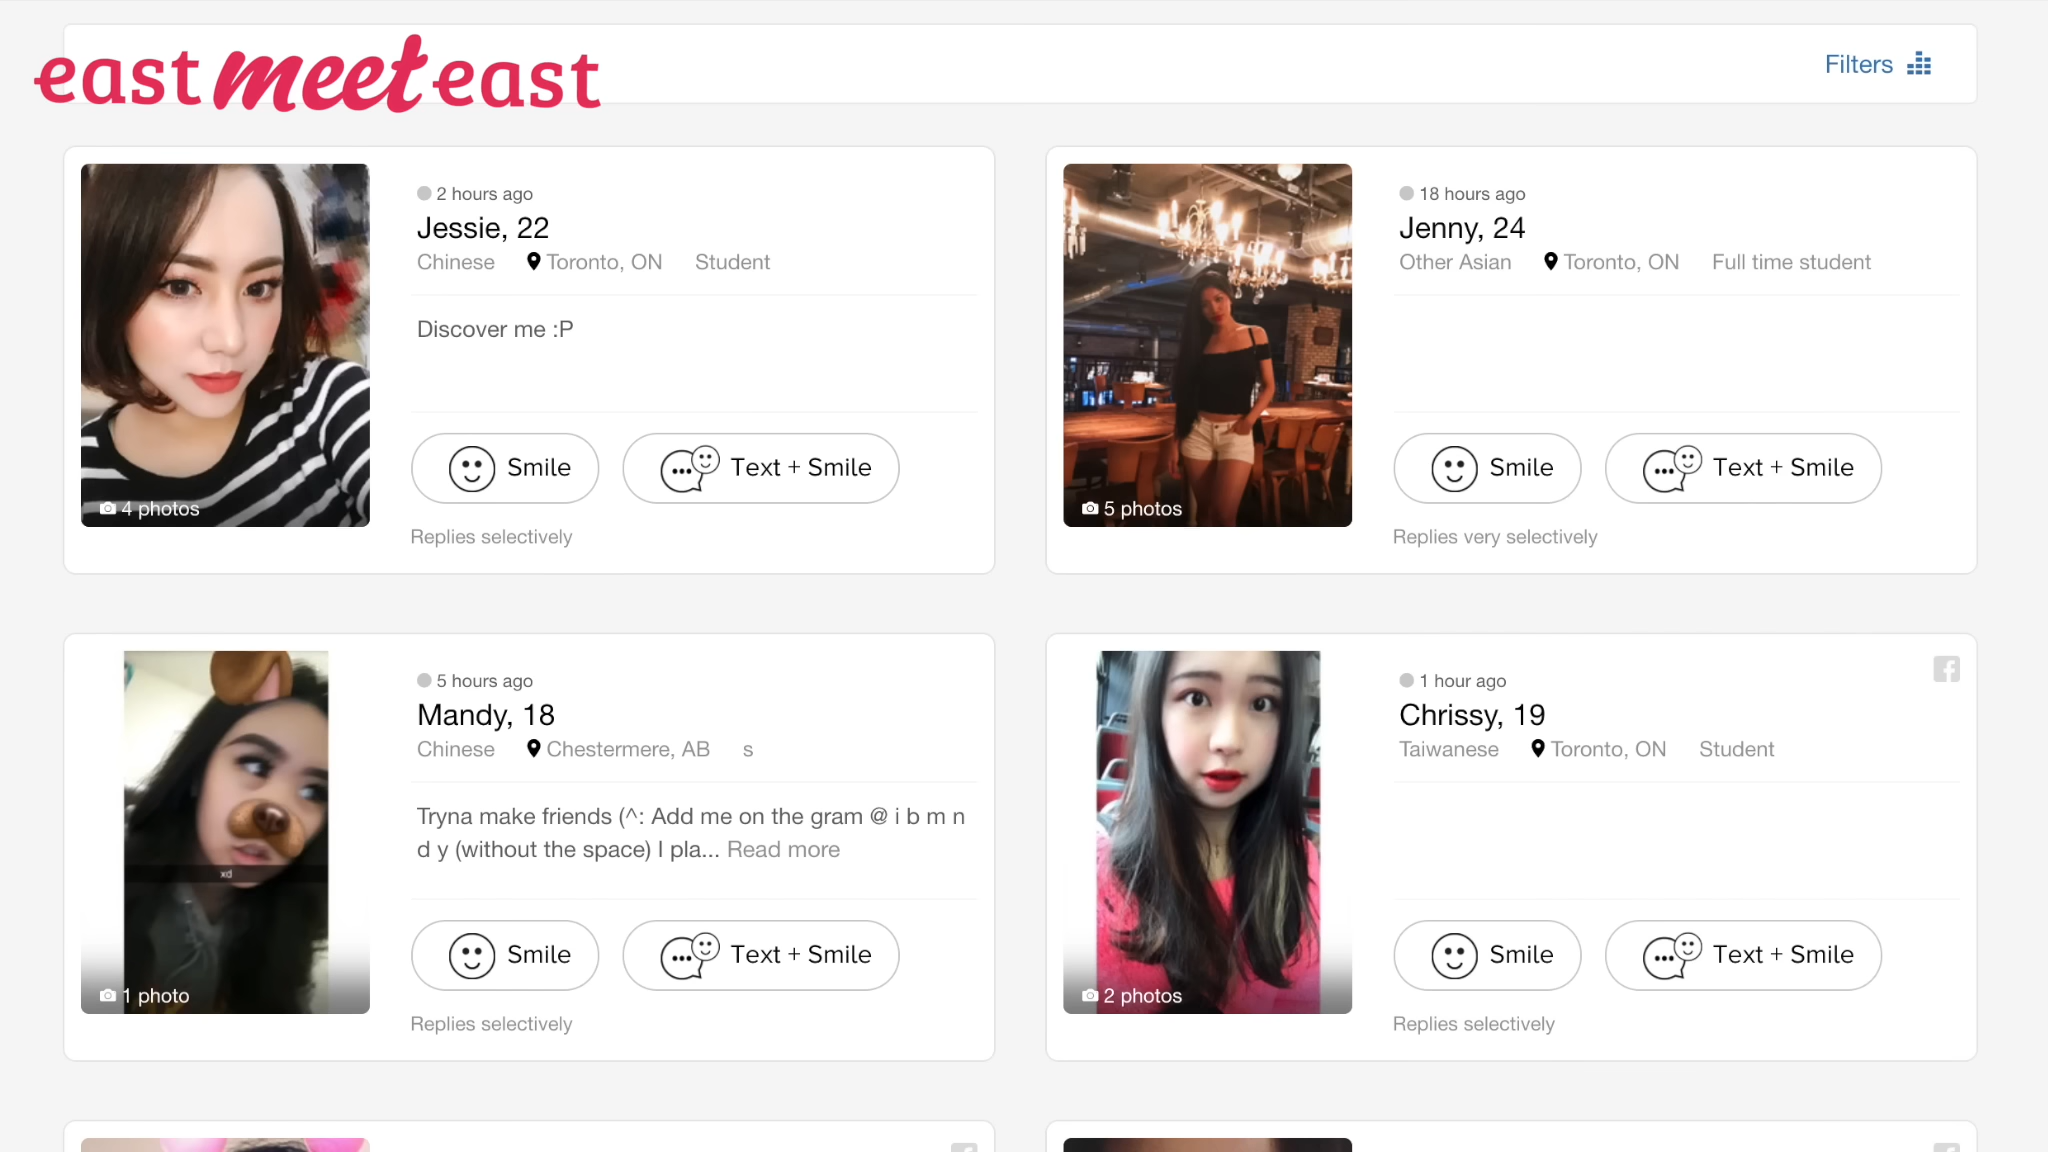 east meet east
Filters
2 hours ago
Jessie, 22
Chinese Toronto, ON Student
Discover me :P
Smile Text + Smile
4 photos
Replies selectively
18 hours ago
Jenny, 24
Other Asian Toronto, ON Full time student
Smile Text + Smile
5 photos
Replies very selectively
5 hours ago
Mandy, 18
Chinese Chestermere, AB s
Tryna make friends (^: Add me on the gram @ i b m n
d y (without the space) I pla... Read more
xd
Smile Text + Smile
1 photo
Replies selectively
1 hour ago
Chrissy, 19
Taiwanese Toronto, ON Student
Smile Text + Smile
2 photos
Replies selectively